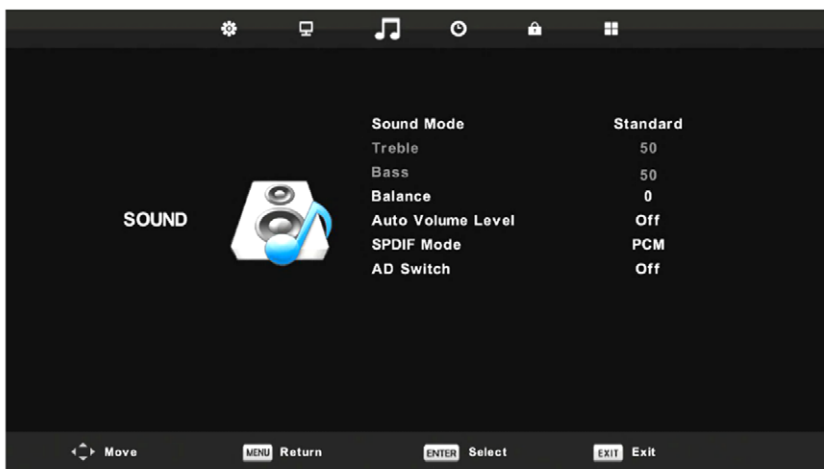 SOUND
Sound Mode Standard
Treble 50
Bass 50
Balance 0
Auto Volume Level Off
SPDIF Mode PCM
AD Switch Off
Move MENU Return ENTER Select EXIT Exit